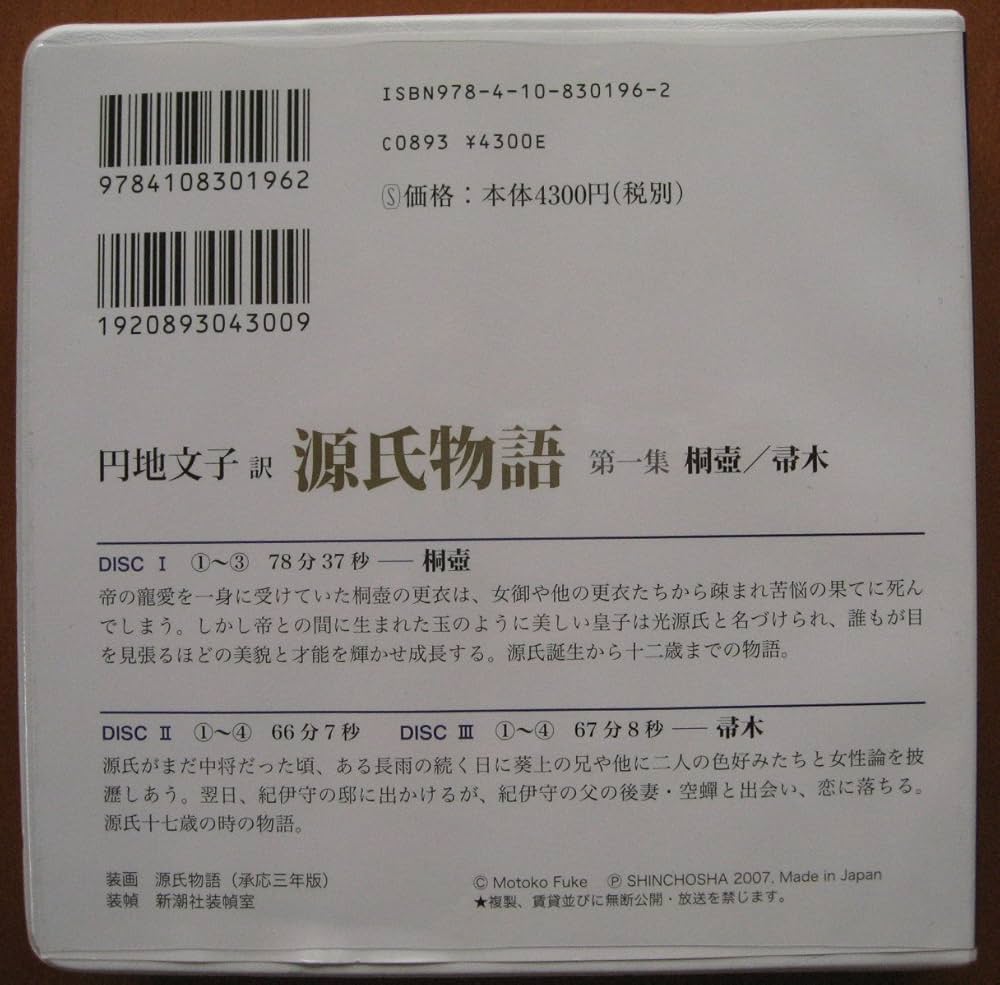 ISBN978-4-10-830196-2
C0893 ¥4300E
Ⓢ価格：本体4300円(税別)
9784108301962
1920893043009
円地文子 訳 源氏物語 第一集 桐壺／帚木
DISC Ⅰ ①〜③ 78分37秒 ── 桐壺
帝の寵愛を一身に受けていた桐壺の更衣は、女御や他の更衣たちから疎まれ苦悩の果てに死ん
でしまう。しかし帝との間に生まれた玉のように美しい皇子は光源氏と名づけられ、誰もが目
を見張るほどの美貌と才能を輝かせ成長する。源氏誕生から十二歳までの物語。
DISC Ⅱ ①〜④ 66分7秒 DISC Ⅲ ①〜④ 67分8秒 ── 帚木
源氏がまだ中将だった頃、ある長雨の続く日に葵上の兄や他に二人の色好みたちと女性論を披
瀝しあう。翌日、紀伊守の邸に出かけるが、紀伊守の父の後妻・空蟬と出会い、恋に落ちる。
源氏十七歳の時の物語。
装画 源氏物語（承応三年版）
装幀 新潮社装幀室
© Motoko Fuke ℗ SHINCHOSHA 2007, Made in Japan
★複製、賃貸並びに無断公開・放送を禁じます。